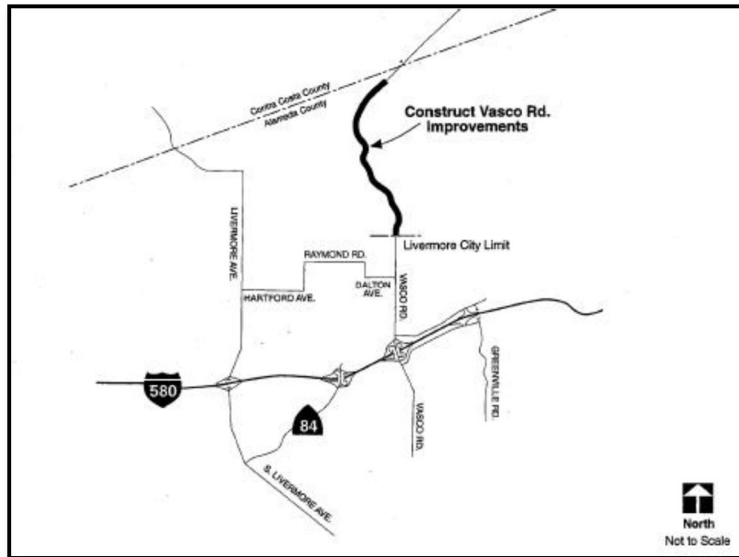 Contra Costa County
Alameda County
Construct Vasco Rd.
Improvements
LIVERMORE AVE.
Livermore City Limit
RAYMOND RD.
HARTFORD AVE.
DALTON
AVE.
VASCO RD.
GREENVILLE RD.
580
84
VASCO RD.
S. LIVERMORE AVE.
North
Not to Scale